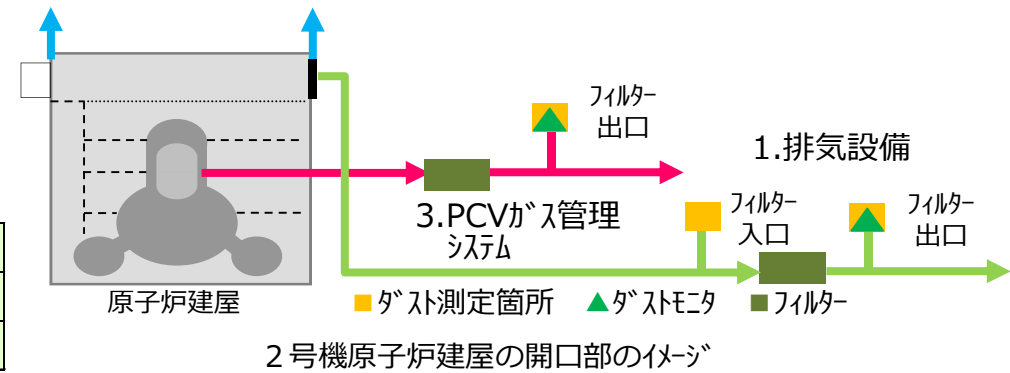 フィルター
出口
1.排気設備
3.PCVガス管理
システム
フィルター
入口
フィルター
出口
原子炉建屋
■ダスト測定箇所 ▲ダストモニタ ■フィルター
2号機原子炉建屋の開口部のイメージ